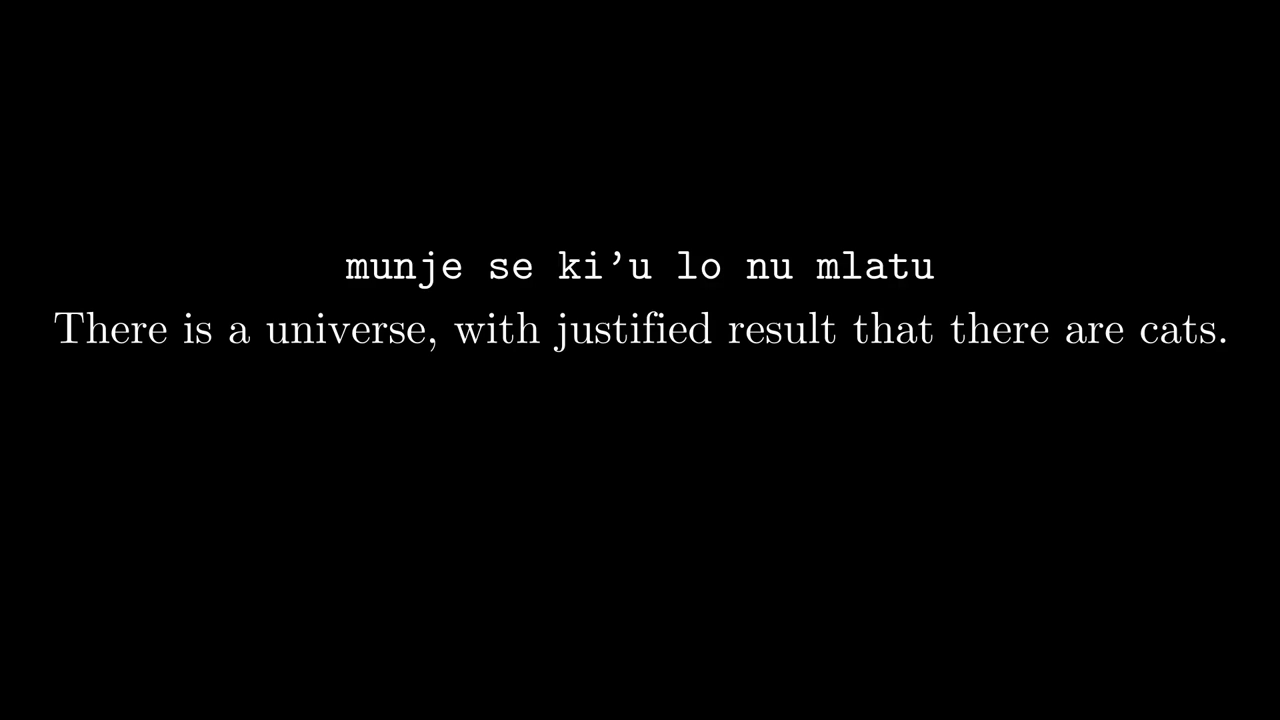 munje se ki’u lo nu mlatu
There is a universe, with justified result that there are cats.